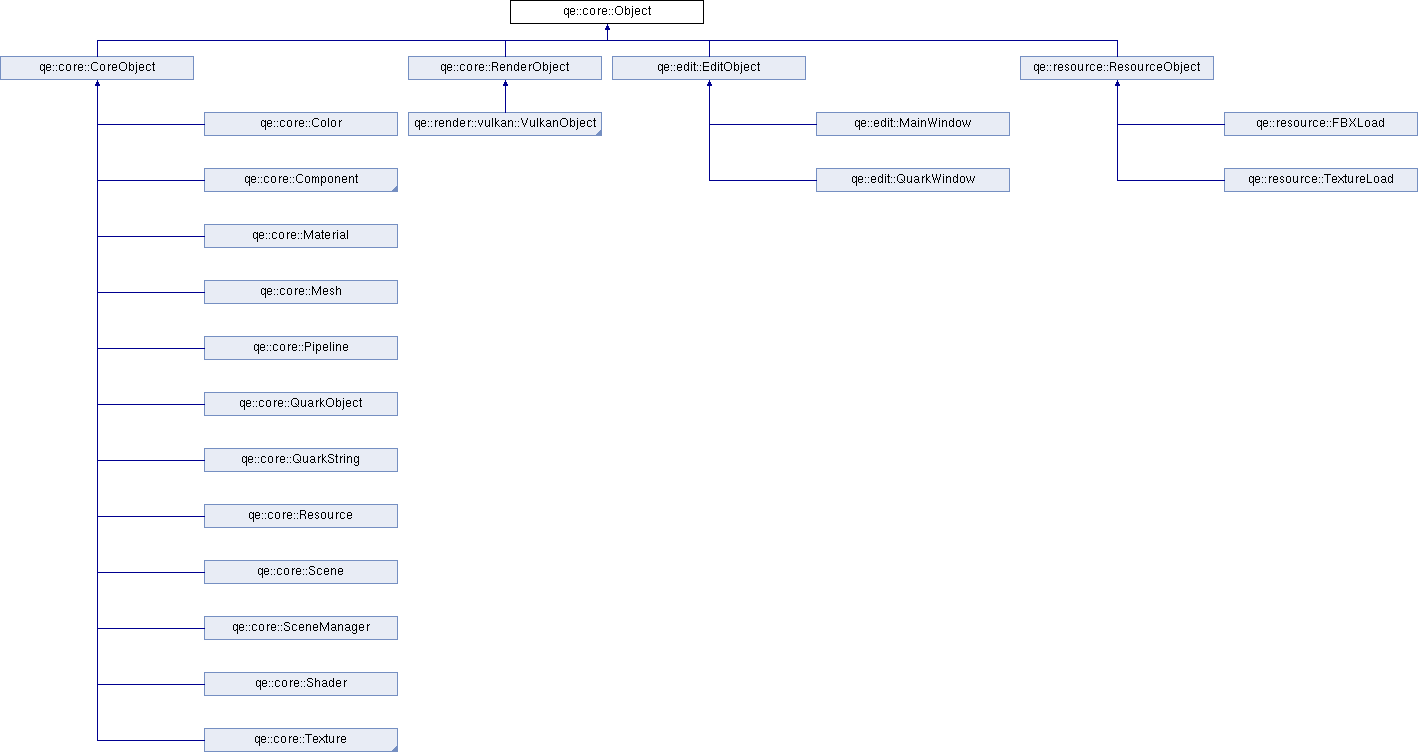 qe::core::Object
qe::core::CoreObject
qe::core::RenderObject
qe::edit::EditObject
qe::resource::ResourceObject
qe::core::Color
qe::render::vulkan::VulkanObject
qe::edit::MainWindow
qe::resource::FBXLoad
qe::core::Component
qe::edit::QuarkWindow
qe::resource::TextureLoad
qe::core::Material
qe::core::Mesh
qe::core::Pipeline
qe::core::QuarkObject
qe::core::QuarkString
qe::core::Resource
qe::core::Scene
qe::core::SceneManager
qe::core::Shader
qe::core::Texture